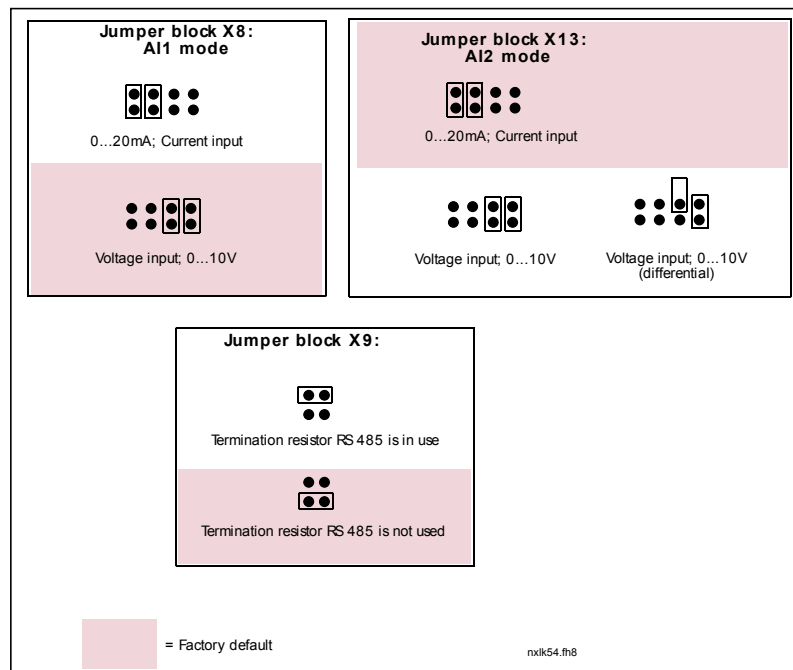 Jumper block X8:
AI1 mode
0...20mA; Current input
Voltage input; 0...10V
Jumper block X13:
AI2 mode
0...20mA; Current input
Voltage input; 0...10V
Voltage input; 0...10V
(differential)
Jumper block X9:
Termination resistor RS 485 is in use
Termination resistor RS 485 is not used
= Factory default
nxlk54.fh8